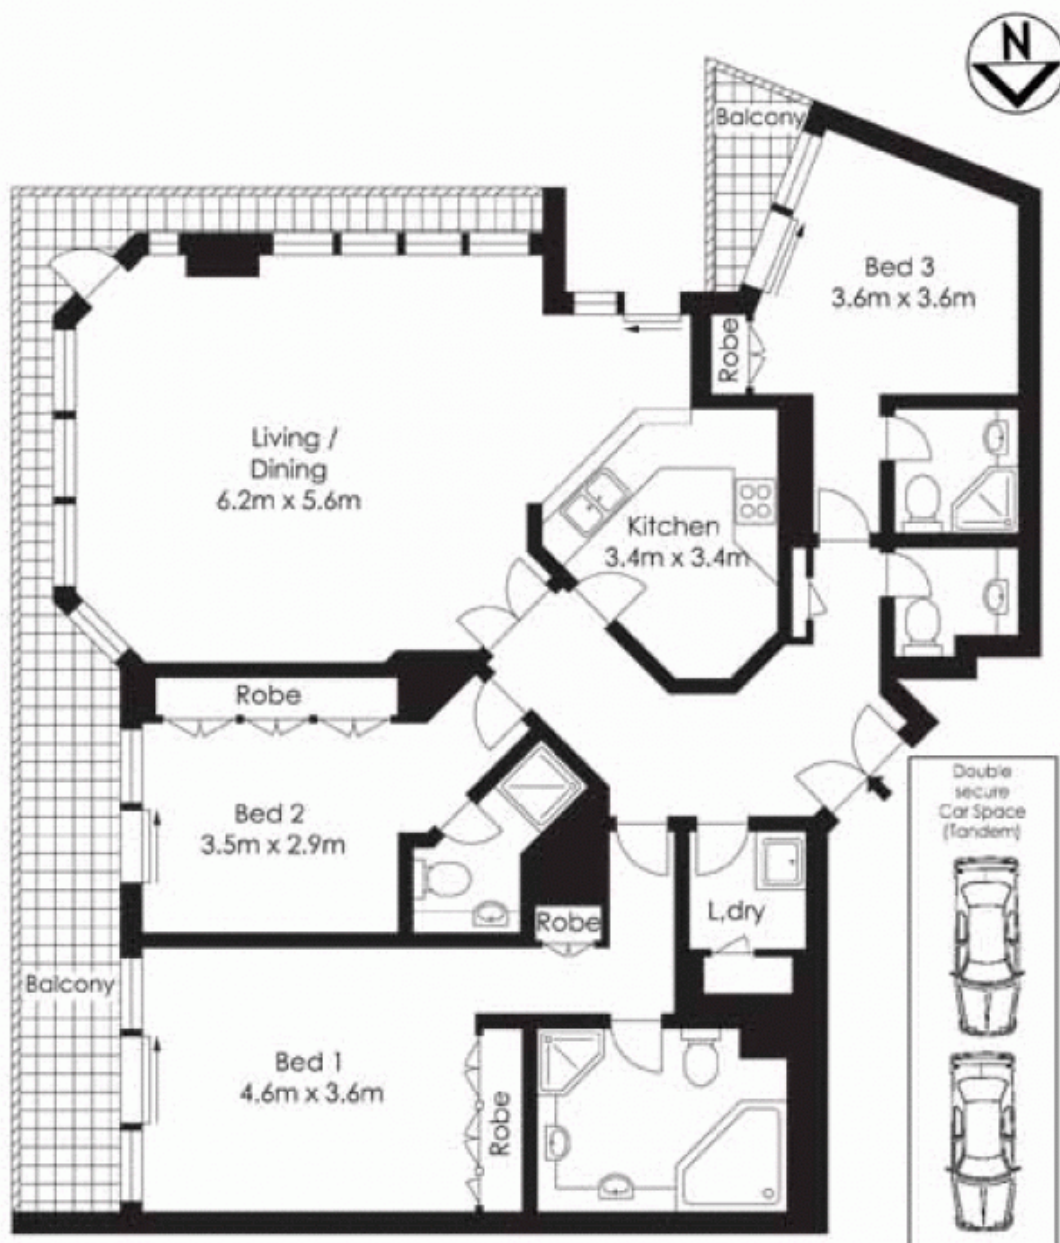 N
Balcony
Bed 3
3.6m x 3.6m
Robe
Living /
Dining
6.2m x 5.6m
Kitchen
3.4m x 3.4m
Robe
Bed 2
3.5m x 2.9m
Double
secure
Car Space
(Tandem)
L,dry
Robe
Balcony
Bed 1
4.6m x 3.6m
Robe